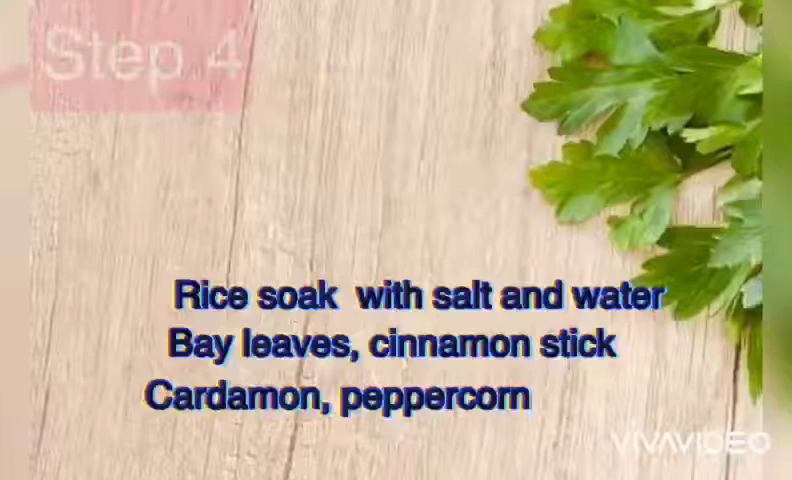 Step 4
Rice soak with salt and water
Bay leaves, cinnamon stick
Cardamon, peppercorn
VIVAVIDEO